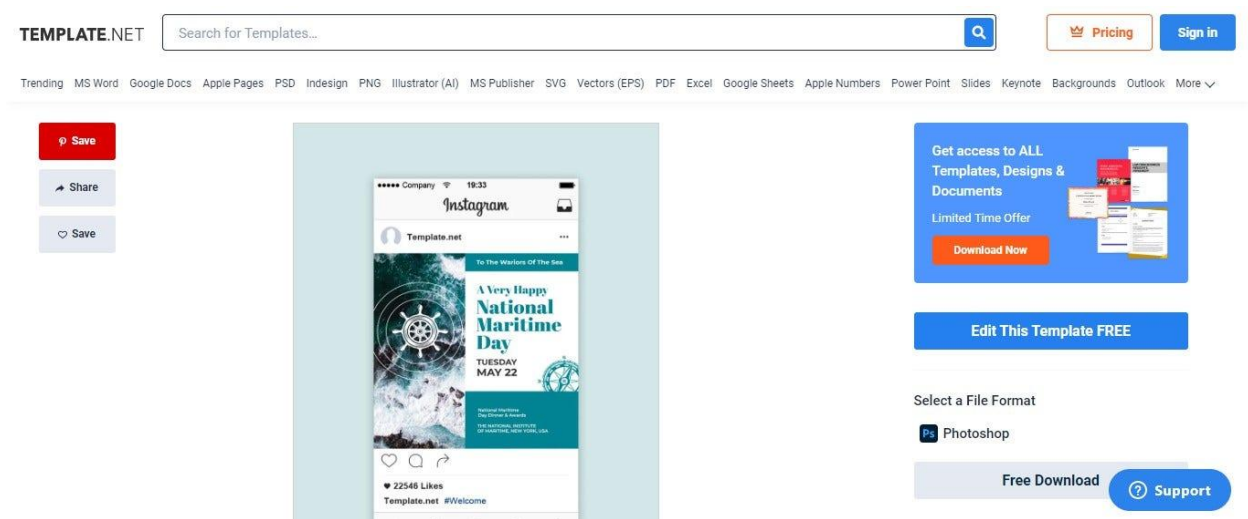 TEMPLATE.NET
Search for Templates...
Pricing
Sign in
Trending MS Word Google Docs Apple Pages PSD Indesign PNG Illustrator (AI) MS Publisher SVG Vectors (EPS) PDF Excel Google Sheets Apple Numbers Power Point Slides Keynote Backgrounds Outlook More
Save
Share
Save
Company 19:33
Instagram
Template.net
To The Wariors Of The Sea
A Very Happy
National
Maritime
Day
TUESDAY
MAY 22
National Maritime
Day Dinner & Awards
THE NATIONAL INSTITUTE
OF MARITIME, NEW YORK, USA
22546 Likes
Template.net #Welcome
Get access to ALL
Templates, Designs &
Documents
Limited Time Offer
Download Now
Edit This Template FREE
Select a File Format
Ps Photoshop
Free Download
Support